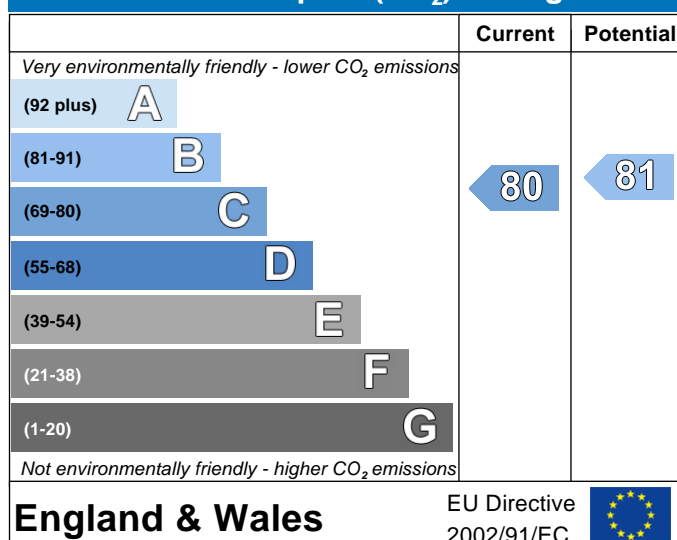 Current Potential
Very environmentally friendly - lower CO₂ emissions
(92 plus) A
(81-91) B
(69-80) C
(55-68) D
(39-54) E
(21-38) F
(1-20) G
80
81
Not environmentally friendly - higher CO₂ emissions
England & Wales
EU Directive
2002/91/EC